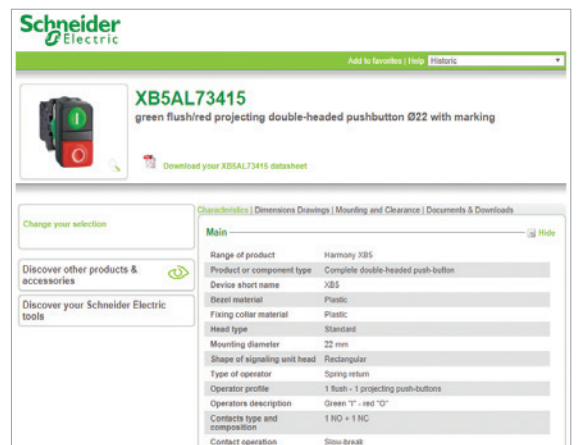 Schneider
Electric
Add to favorites | Help Historic
XB5AL73415
green flush/red projecting double-headed pushbutton Ø22 with marking
I
O
Download your XB5AL73415 datasheet
Characteristics | Dimensions Drawings | Mounting and Clearance | Documents & Downloads
Change your selection
Main
Hide
Range of product Harmony XB5
Discover other products &
accessories
Product or component type Complete double-headed push-button
Device short name XB5
Bezel material Plastic
Discover your Schneider Electric
tools
Fixing collar material Plastic
Head type Standard
Mounting diameter 22 mm
Shape of signaling unit head Rectangular
Type of operator Spring return
Operator profile 1 flush - 1 projecting push-buttons
Operators description Green "I" - red "O"
Contacts type and
composition 1 NO + 1 NC
Contact operation Slow-break